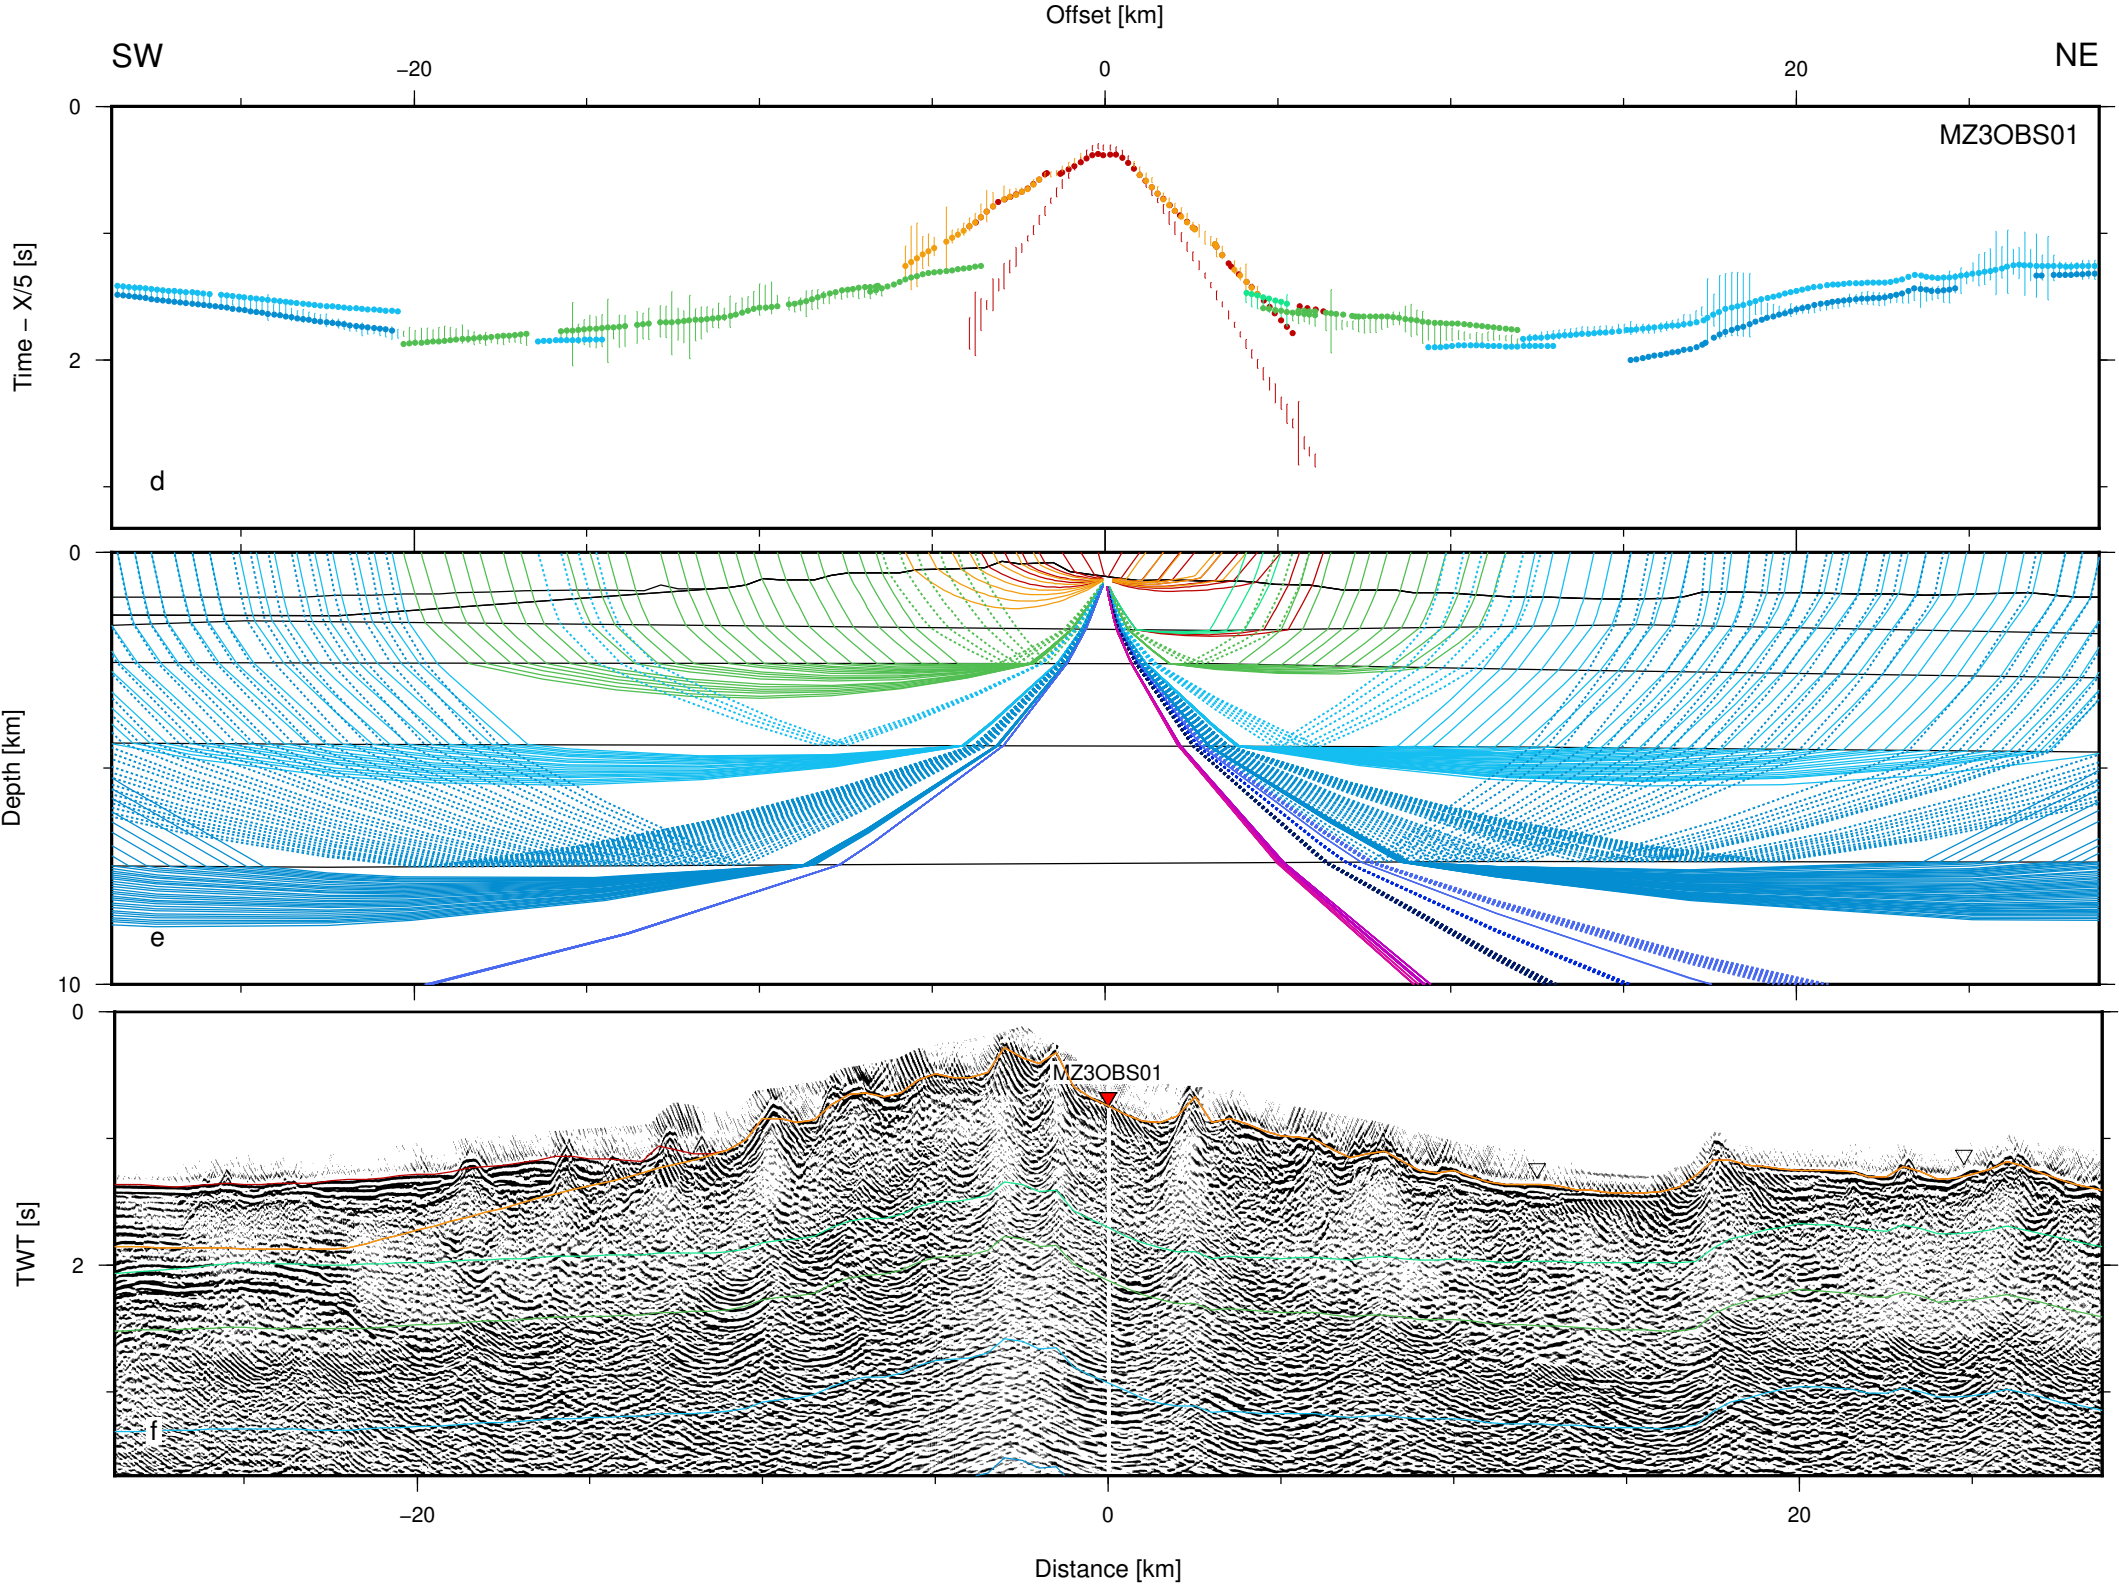 Offset [km]
SW
NE
−20 0 20
0
MZ3OBS01
Time − X/5 [s]
2
d
0
Depth [km]
e
10
0
MZ3OBS01
TWT [s]
2
f
−20 0 20
Distance [km]